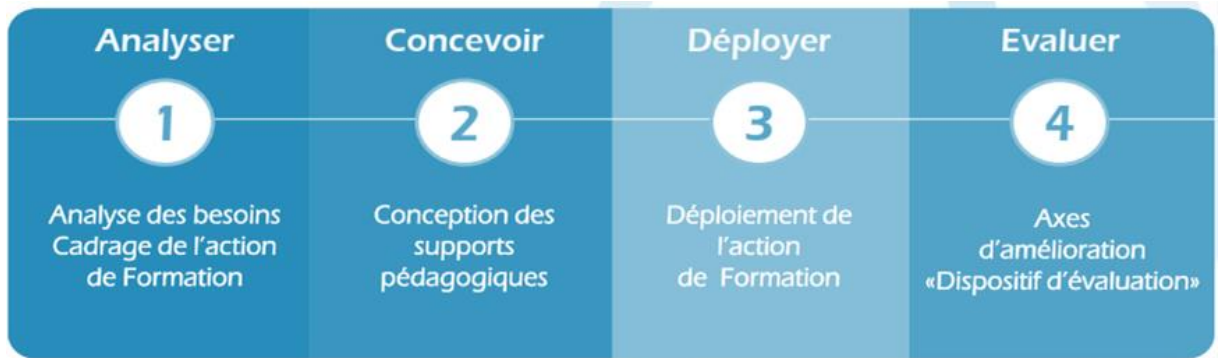 Analyser
1
Analyse des besoins
Cadrage de l'action
de Formation
Concevoir
2
Conception des
supports
pédagogiques
Déployer
3
Déploiement de
l'action
de Formation
Evaluer
4
Axes
d'amélioration
«Dispositif d'évaluation»